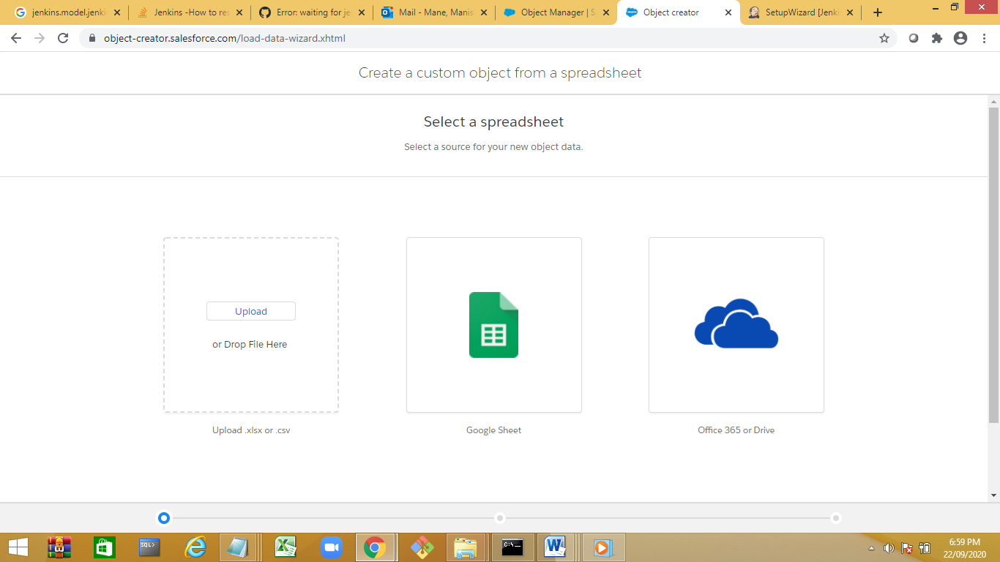 jenkins.model.jenki
Jenkins -How to res
Error: waiting for je
Mail - Mane, Manis
Object Manager | S
Object creator
SetupWizard [Jenki
object-creator.salesforce.com/load-data-wizard.xhtml
Create a custom object from a spreadsheet
Select a spreadsheet
Select a source for your new object data.
Upload
or Drop File Here
Upload .xlsx or .csv
Google Sheet
Office 365 or Drive
SQL>
C:\_
6:59 PM
22/09/2020